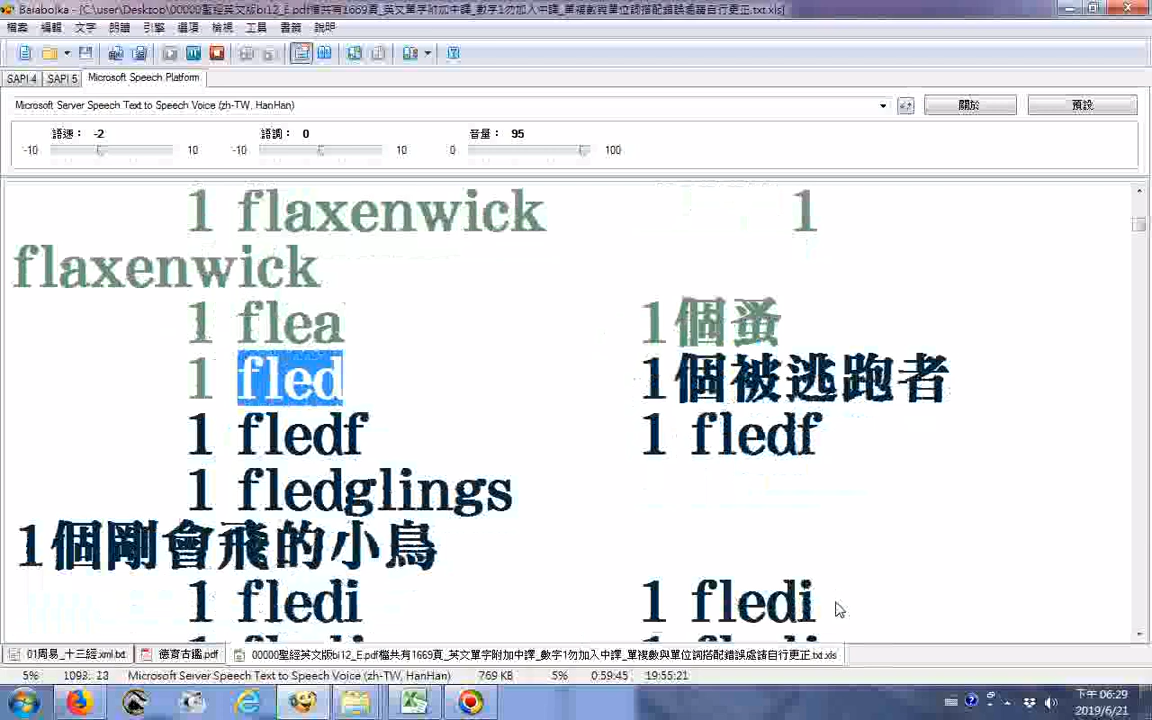 Balabolka - [C:\user\Desktop\00000聖經英文版bi12_E.pdf檔共有1669頁_英文單字附加中譯_數字1勿加入中譯_單複數與單位詞搭配錯誤處請自行更正.txt.xls]
檔案 編輯 文字 朗讀 引擎 選項 檢視 工具 書籤 說明
SAPI 4 SAPI 5 Microsoft Speech Platform
Microsoft Server Speech Text to Speech Voice (zh-TW, HanHan) 關於 預設
語速： -2 語調： 0 音量： 95
-10 10 -10 10 0 100
1 flaxenwick 1
flaxenwick
1 flea 1個蚤
1 fled 1個被逃跑者
1 fledf 1 fledf
1 fledglings
1個剛會飛的小鳥
1 fledi 1 fledi
01周易_十三經.xml.txt 德育古鑑.pdf 00000聖經英文版bi12_E.pdf檔共有1669頁_英文單字附加中譯_數字1勿加入中譯_單複數與單位詞搭配錯誤處請自行更正.txt.xls
5% 1093: 13 Microsoft Server Speech Text to Speech Voice (zh-TW, HanHan) 769 KB 5% 0:59:45 19:55:21
下午 06:29
2019/6/21